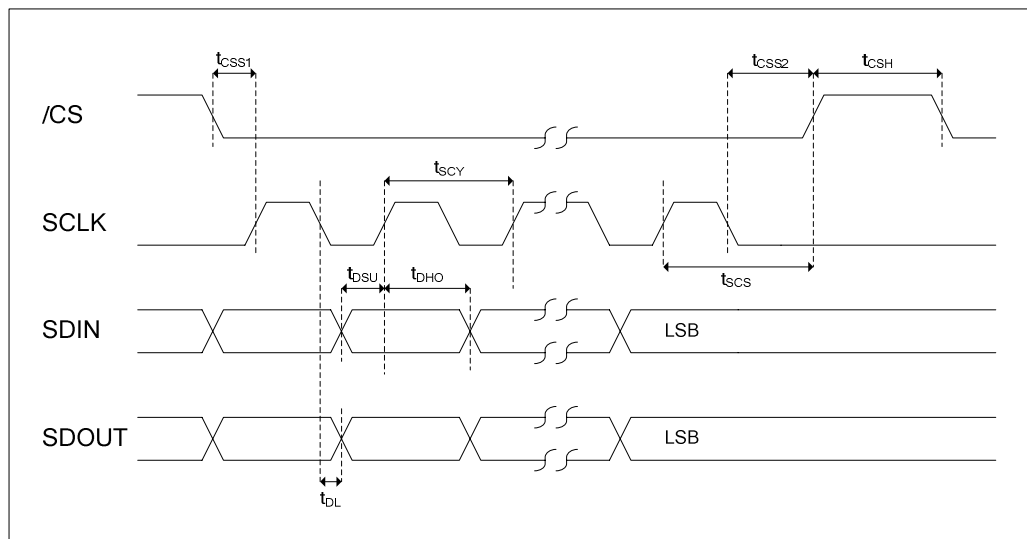 tCSS1
tCSS2
tCSH
/CS
tSCY
SCLK
tSCS
tDSU
tDHO
SDIN
LSB
SDOUT
LSB
tDL